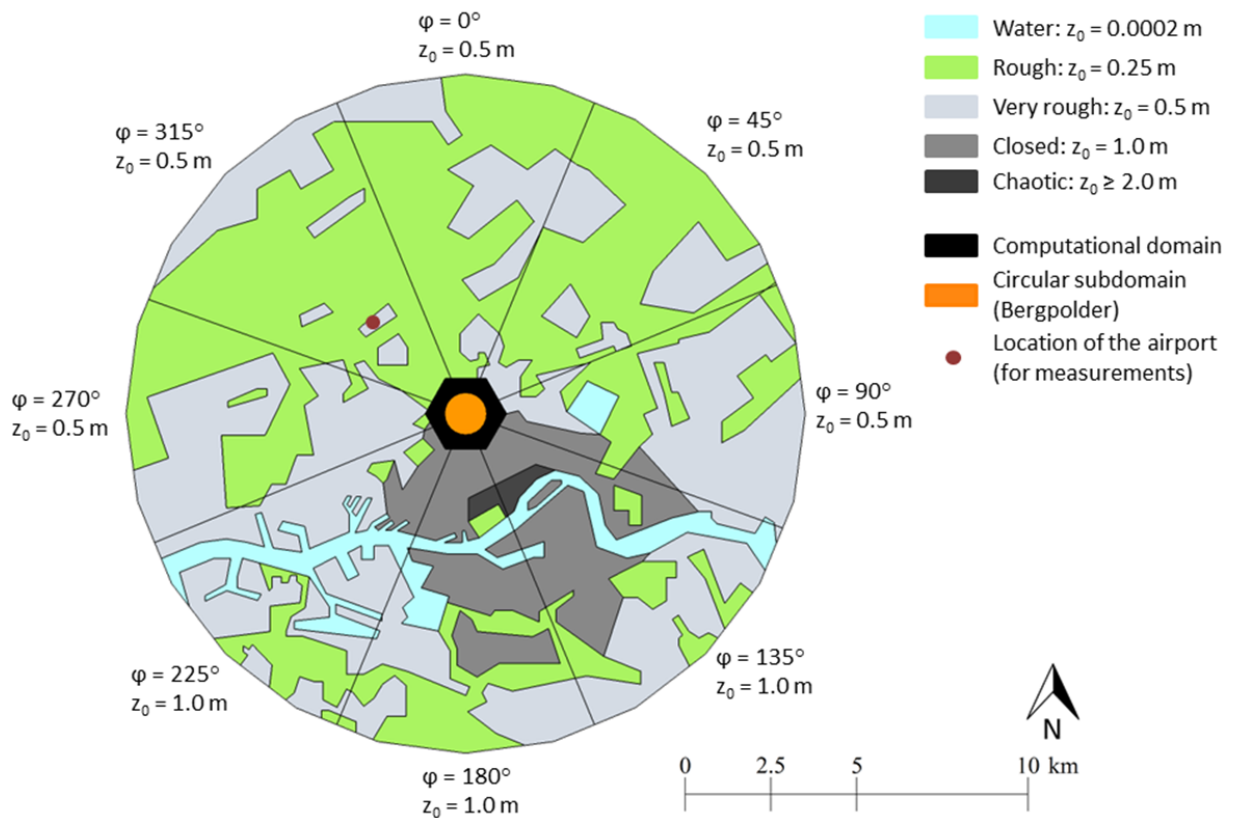 φ = 0°
z₀ = 0.5 m
φ = 45°
z₀ = 0.5 m
φ = 90°
z₀ = 0.5 m
φ = 135°
z₀ = 1.0 m
φ = 180°
z₀ = 1.0 m
φ = 225°
z₀ = 1.0 m
φ = 270°
z₀ = 0.5 m
φ = 315°
z₀ = 0.5 m
Water: z₀ = 0.0002 m
Rough: z₀ = 0.25 m
Very rough: z₀ = 0.5 m
Closed: z₀ = 1.0 m
Chaotic: z₀ ≥ 2.0 m
Computational domain
Circular subdomain
(Bergpolder)
Location of the airport
(for measurements)
N
0 2.5 5 10 km